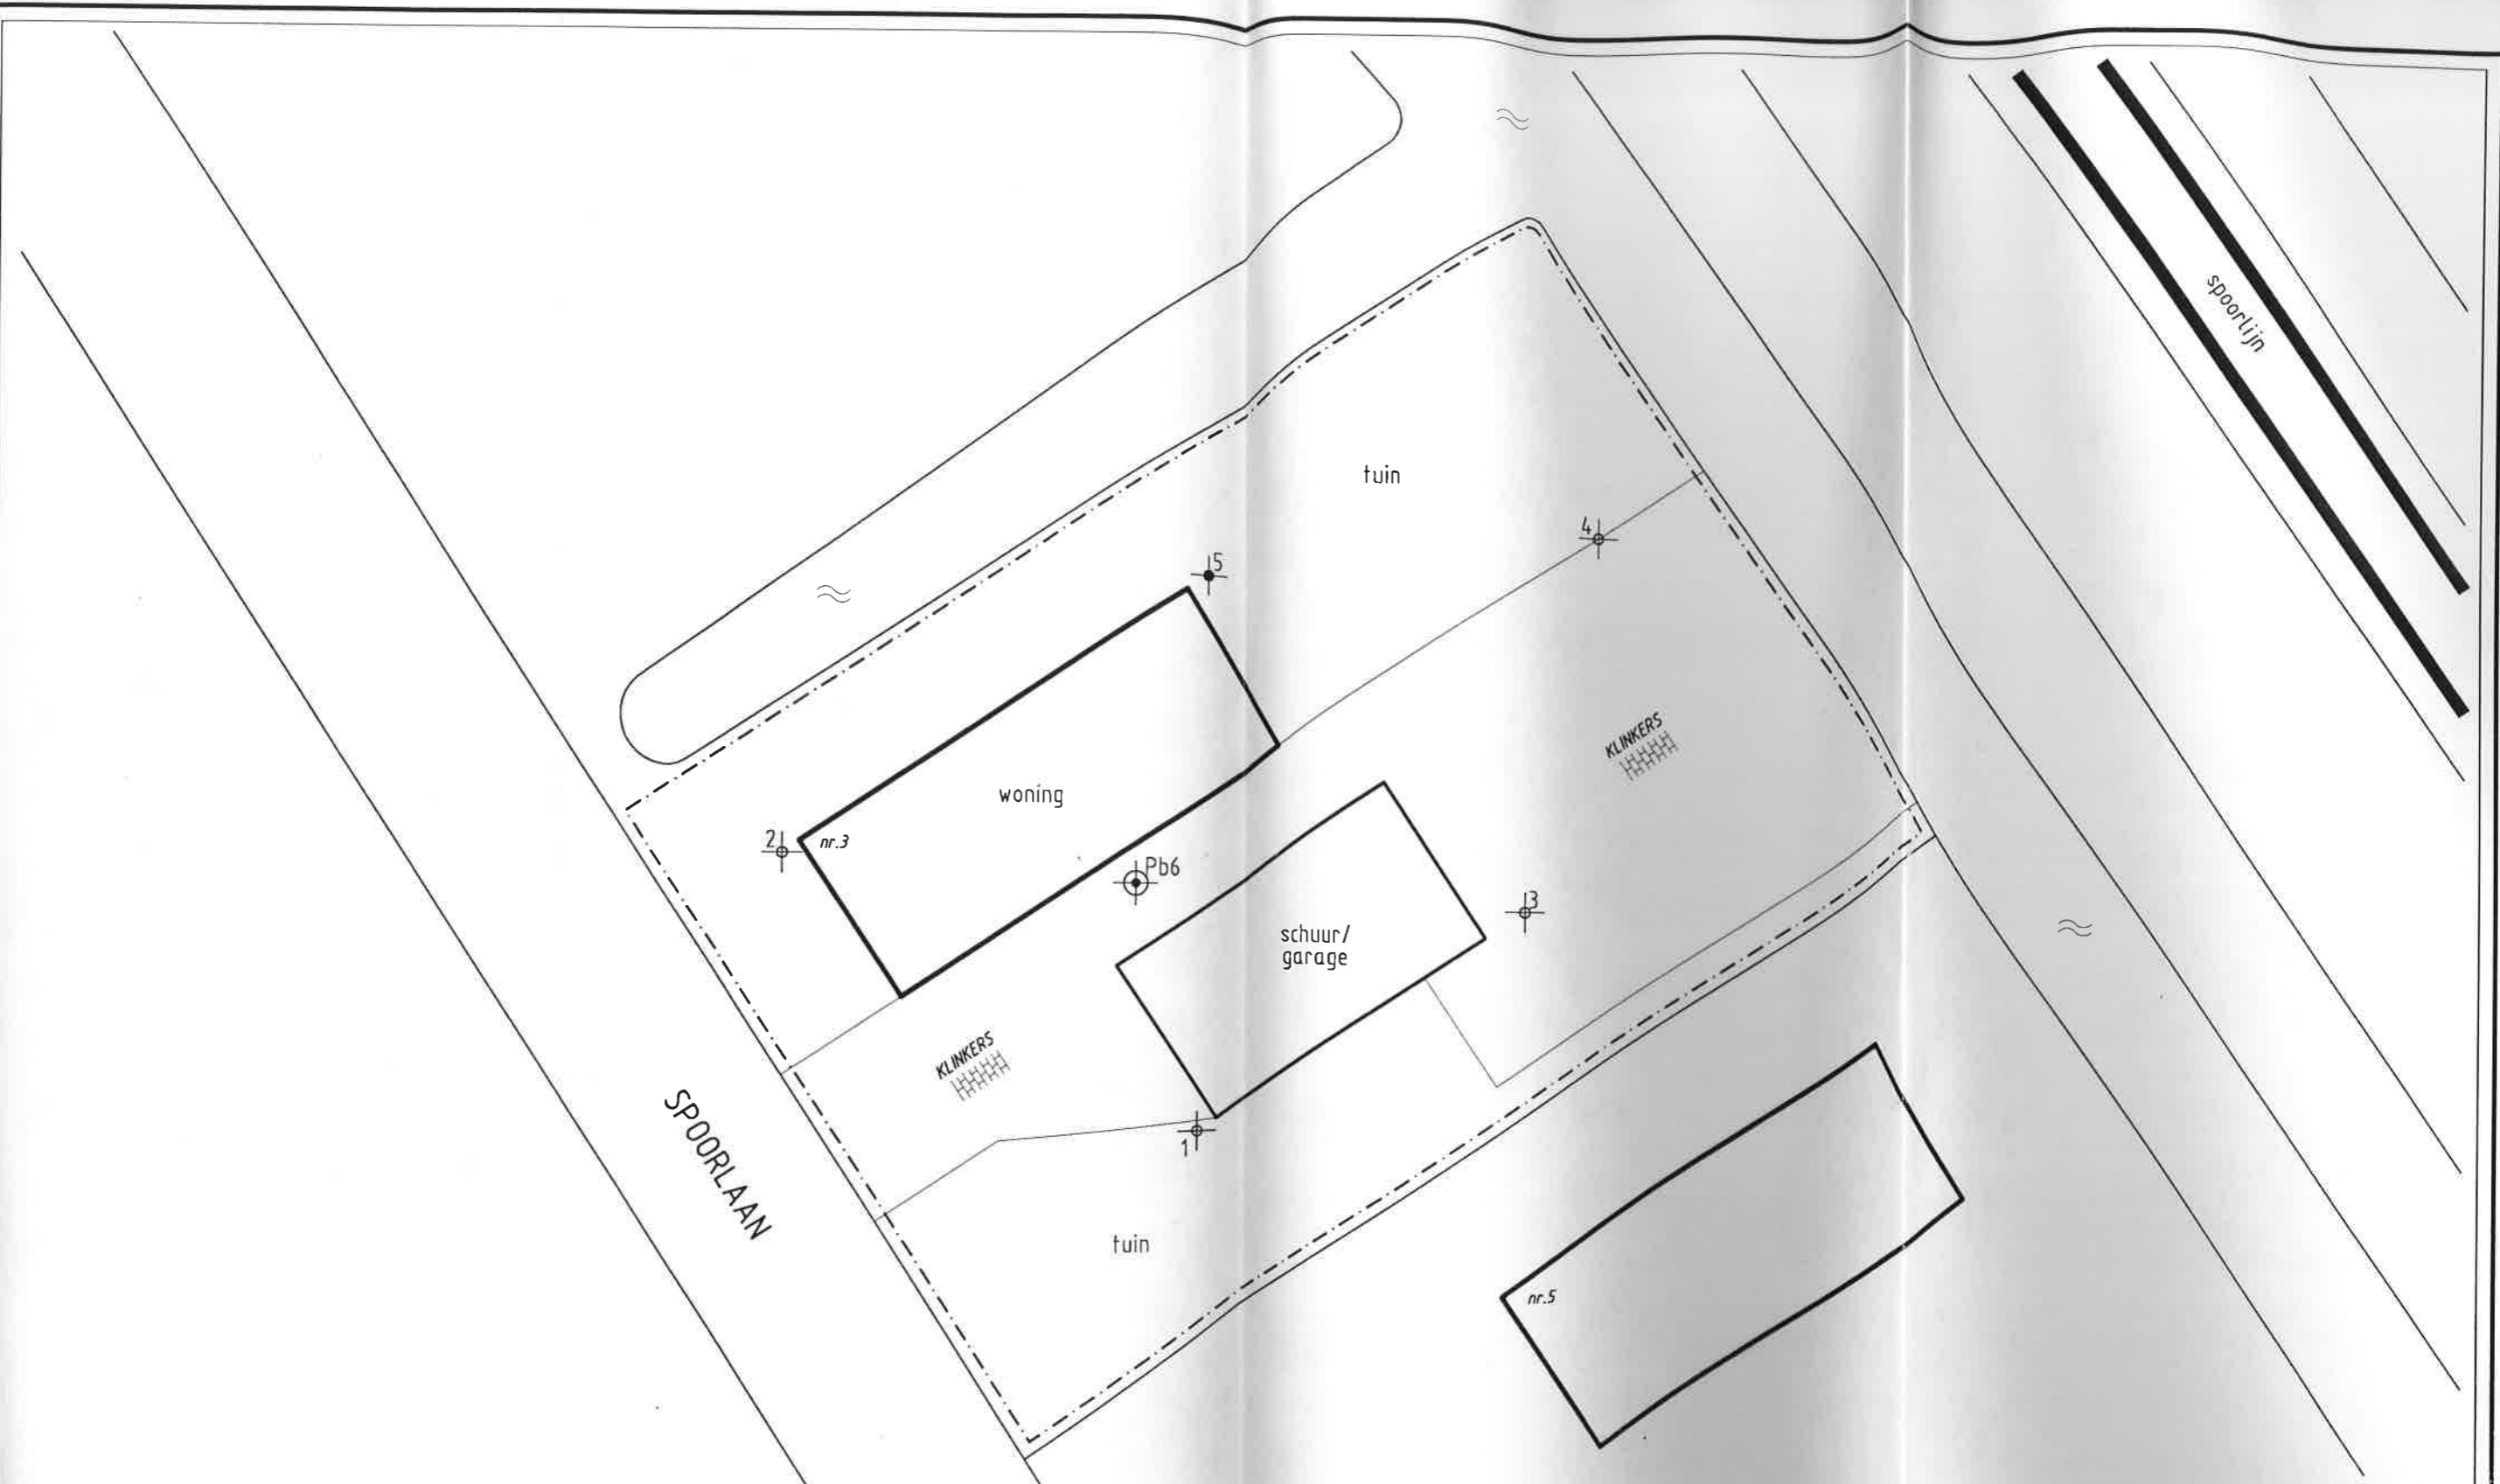 spoorlijn
tuin
4
5
KLINKERS
woning
2
nr.3
Pb6
3
schuur/
garage
KLINKERS
1
SPOORLAAN
tuin
nr.5